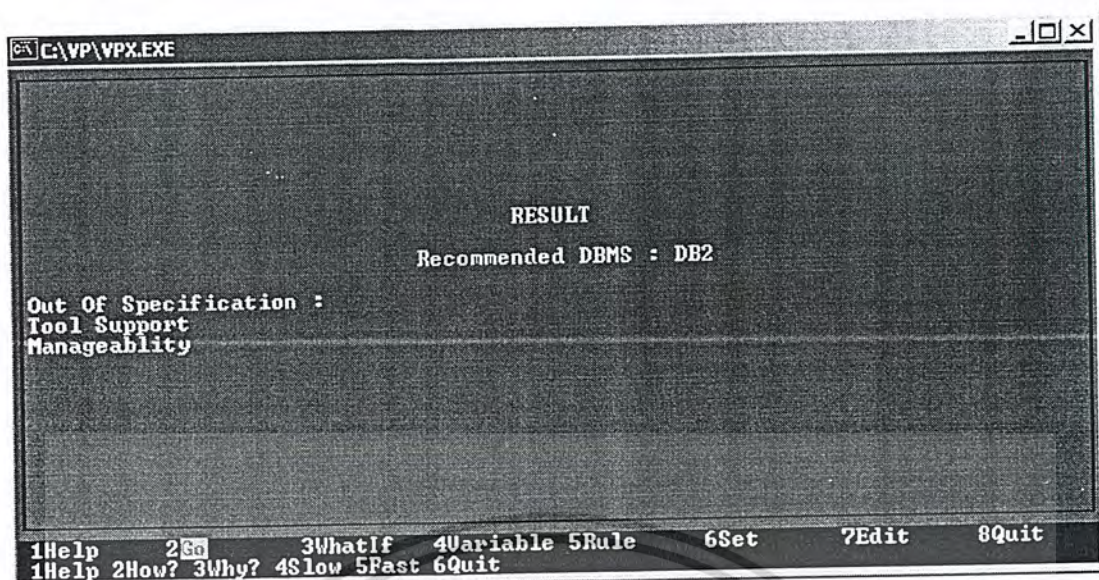 C:\VP\VPX.EXE
RESULT
Recommended DBMS : DB2
Out Of Specification :
Tool Support
Manageablity
1Help 2Go 3WhatIf 4Variable 5Rule 6Set 7Edit 8Quit
1Help 2How? 3Why? 4Slow 5Fast 6Quit